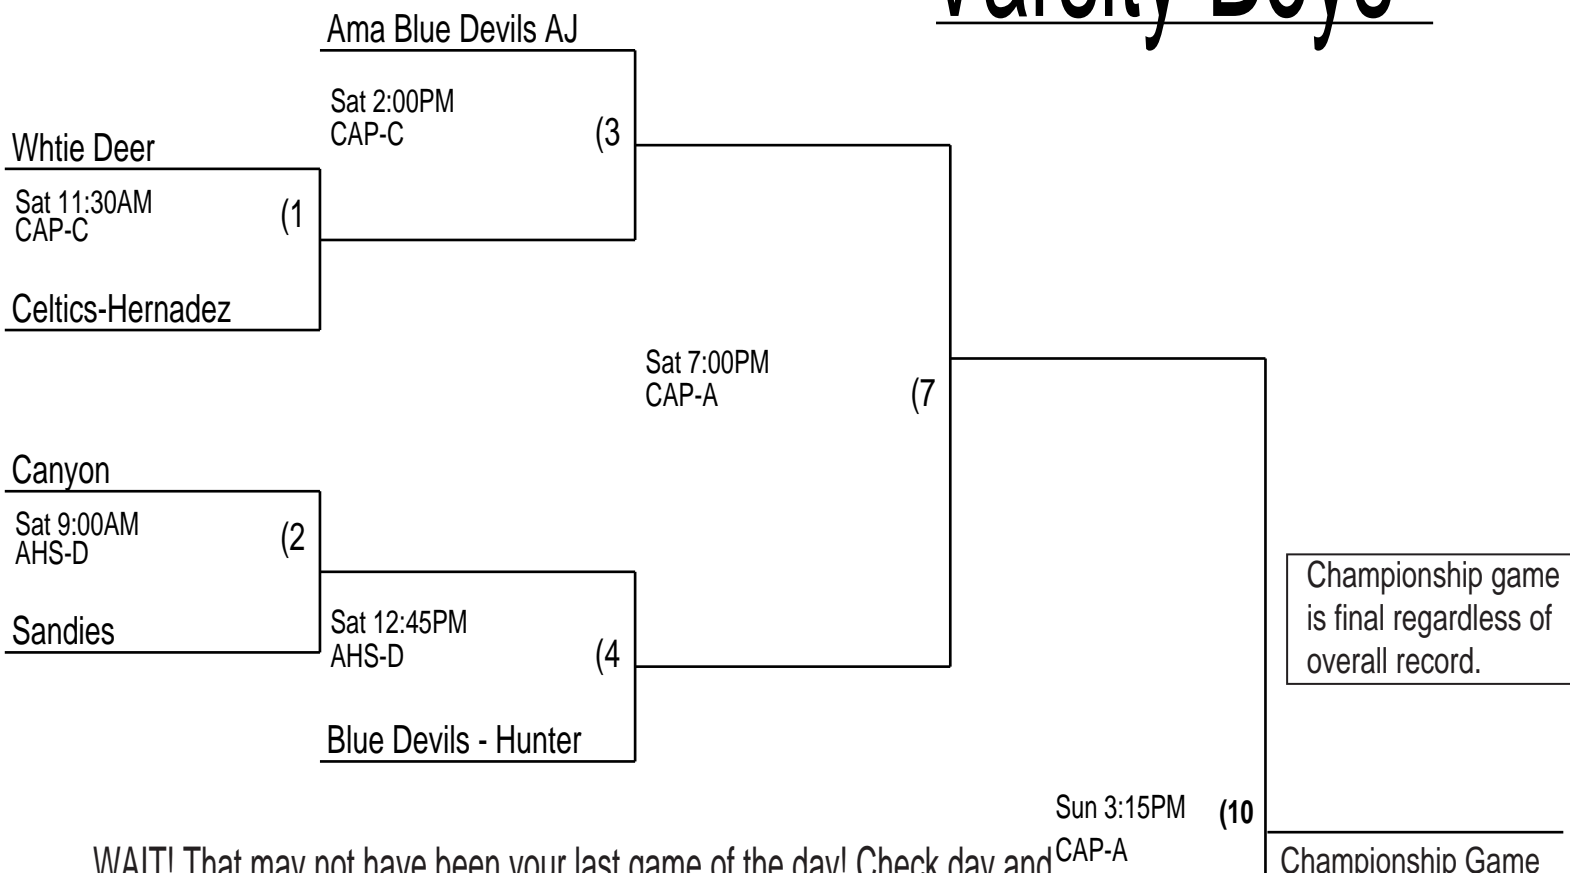 Varsity Boys
Ama Blue Devils AJ
Sat 2:00PM
CAP-C
(3
Whtie Deer
Sat 11:30AM
CAP-C
(1
Celtics-Hernadez
Sat 7:00PM
CAP-A
(7
Canyon
Sat 9:00AM
AHS-D
(2
Sandies
Sat 12:45PM
AHS-D
(4
Blue Devils - Hunter
Championship game
is final regardless of
overall record.
Sun 3:15PM
CAP-A
(10
WAIT! That may not have been your last game of the day! Check day and
Championship Game